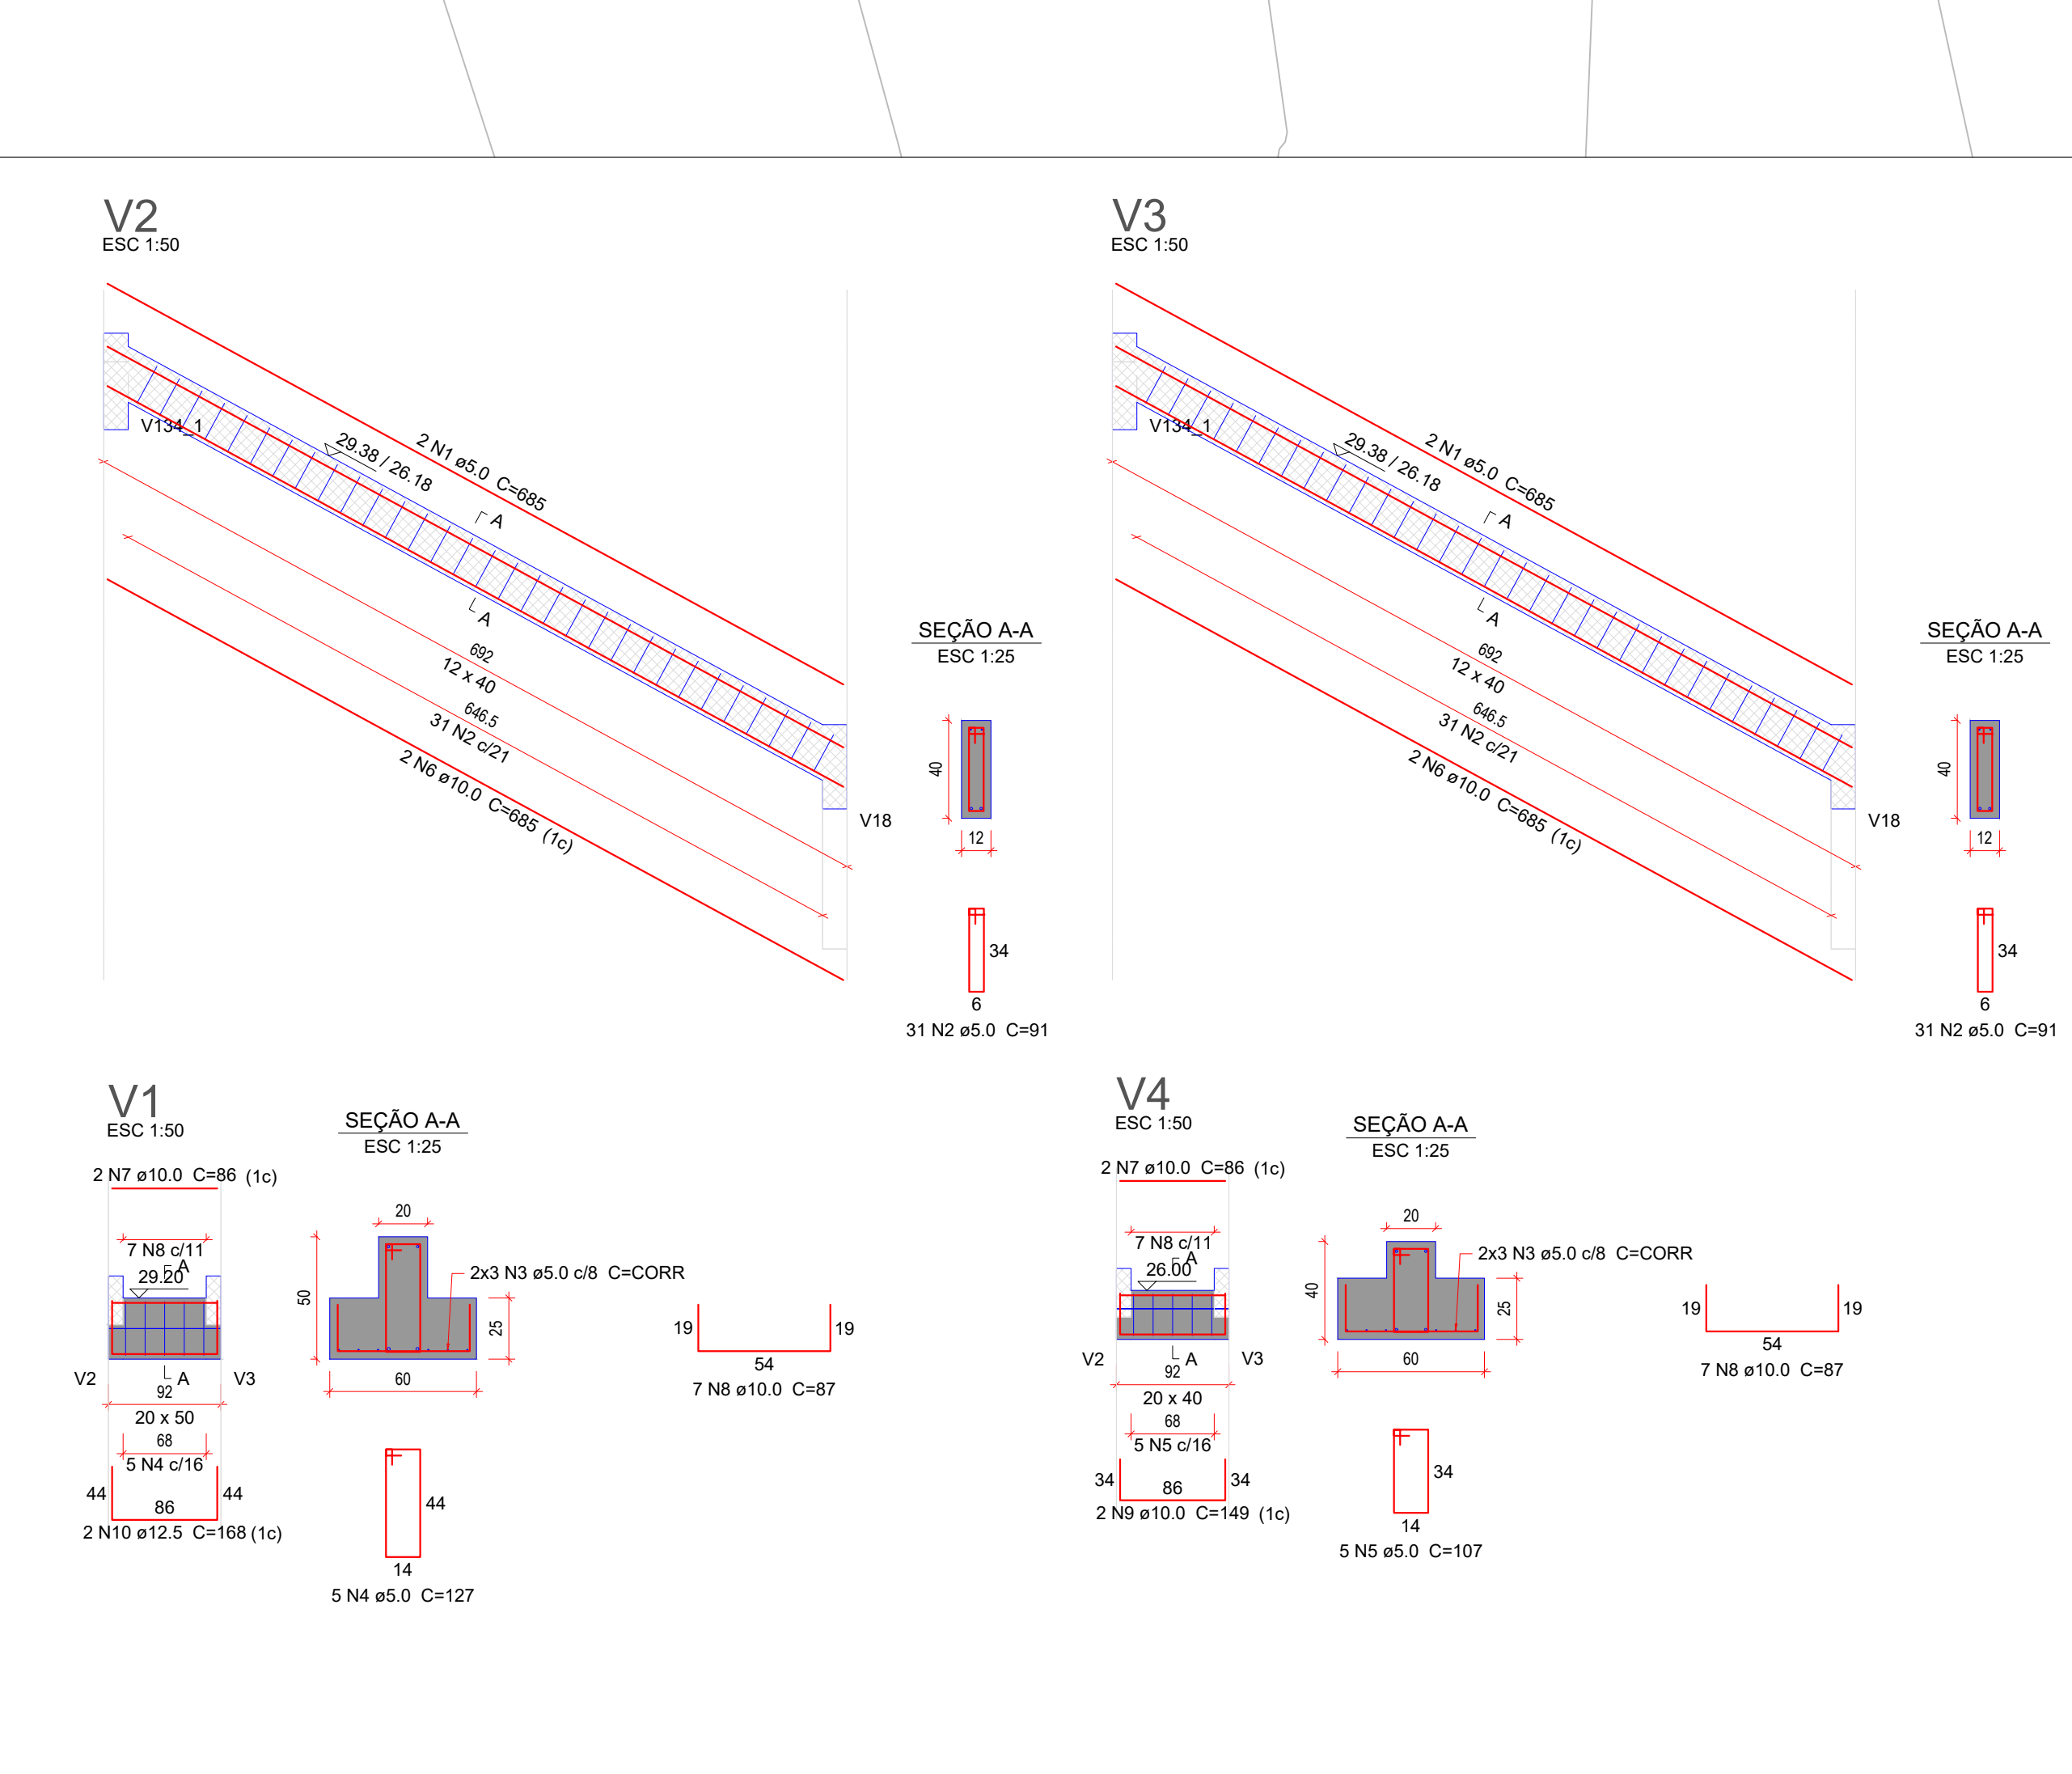 V2
ESC 1:50
V134_1
29.38 / 26.18
2 N1 ø5.0  C=685
A
A
692
12 x 40
646.5
31 N2 c/21
2 N6 ø10.0  C=685  (1c)
V18
SEÇÃO A-A
ESC 1:25
40
12
34
6
31 N2 ø5.0  C=91
V3
ESC 1:50
V134_1
29.38 / 26.18
2 N1 ø5.0  C=685
A
A
692
12 x 40
646.5
31 N2 c/21
2 N6 ø10.0  C=685  (1c)
V18
SEÇÃO A-A
ESC 1:25
40
12
34
6
31 N2 ø5.0  C=91
V1
ESC 1:50
2 N7 ø10.0  C=86  (1c)
7 N8 c/11
A
29.20
V2
A
V3
92
20 x 50
68
5 N4 c/16
44
86
44
2 N10 ø12.5  C=168 (1c)
SEÇÃO A-A
ESC 1:25
20
2x3 N3 ø5.0 c/8  C=CORR
50
25
60
44
14
5 N4 ø5.0  C=127
19
19
54
7 N8 ø10.0  C=87
V4
ESC 1:50
2 N7 ø10.0  C=86  (1c)
7 N8 c/11
A
26.00
V2
A
V3
92
20 x 40
68
5 N5 c/16
34
86
34
2 N9 ø10.0  C=149  (1c)
SEÇÃO A-A
ESC 1:25
20
2x3 N3 ø5.0 c/8  C=CORR
40
25
60
34
14
5 N5 ø5.0  C=107
19
19
54
7 N8 ø10.0  C=87